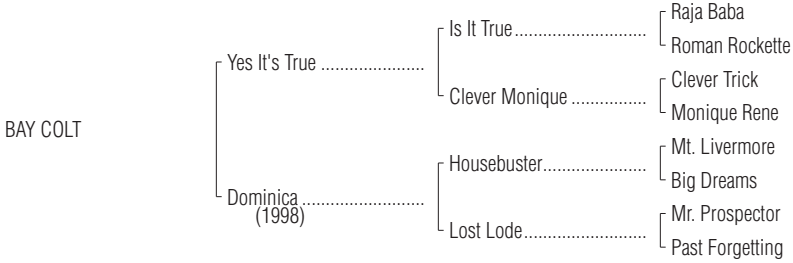 Raja Baba
Is It True..............................
Roman Rockette
Yes It's True ......................
Clever Trick
Clever Monique ................
Monique Rene
BAY COLT
Mt. Livermore
Housebuster......................
Big Dreams
Dominica..........................
(1998)
Mr. Prospector
Lost Lode..........................
Past Forgetting